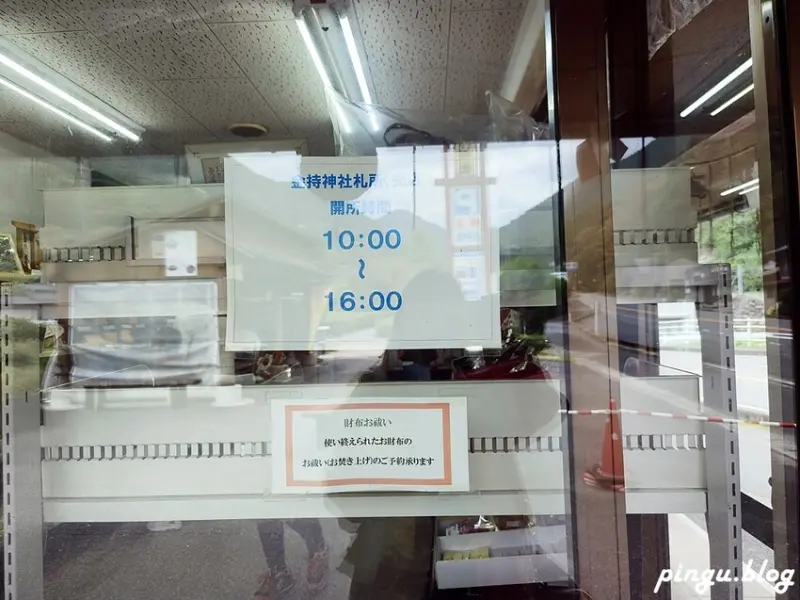 金持神社札所
開所時間
10:00
~
16:00
財布お祓い
使い終えられたお財布の
お祓い(お焚き上げ)のご予約承ります
pingu.blog